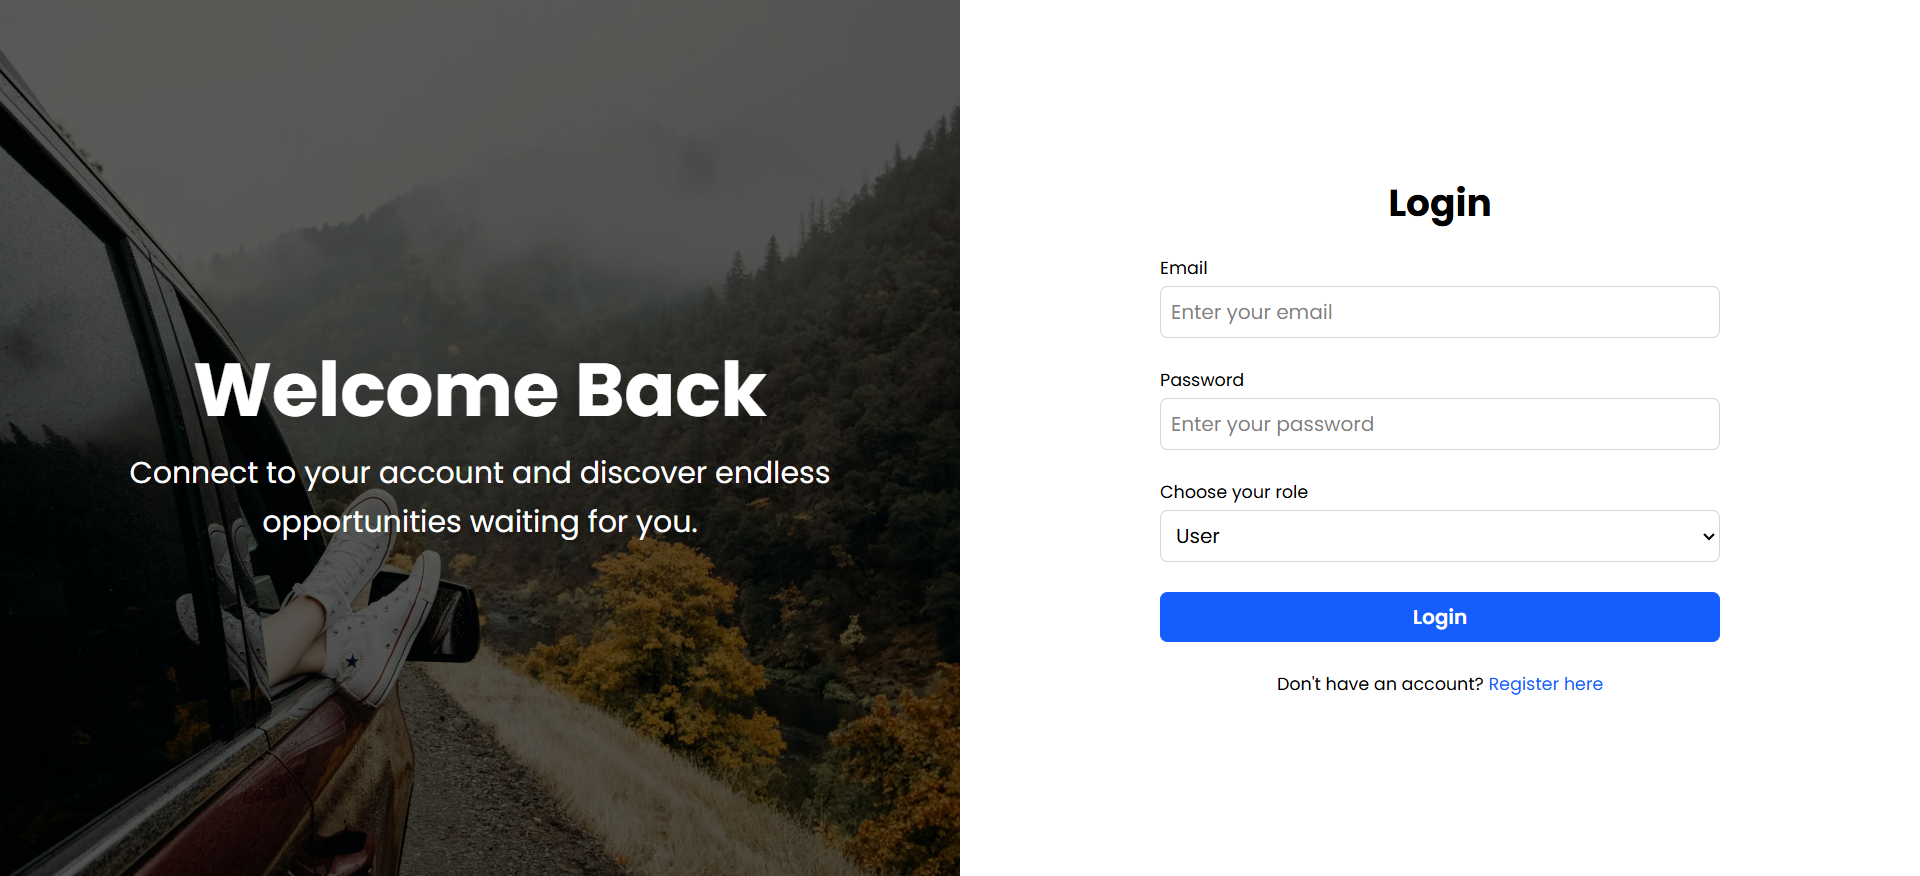 Welcome Back
Connect to your account and discover endless
opportunities waiting for you.
Login
Email
Enter your email
Password
Enter your password
Choose your role
User
Login
Don't have an account? Register here